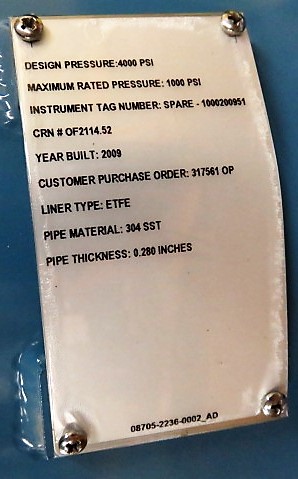 DESIGN PRESSURE:4000 PSI
MAXIMUM RATED PRESSURE: 1000 PSI
INSTRUMENT TAG NUMBER: SPARE - 1000200951
CRN # OF2114.52
YEAR BUILT: 2009
CUSTOMER PURCHASE ORDER: 317561 OP
LINER TYPE: ETFE
PIPE MATERIAL: 304 SST
PIPE THICKNESS: 0.280 INCHES
08705-2236-0002_AD